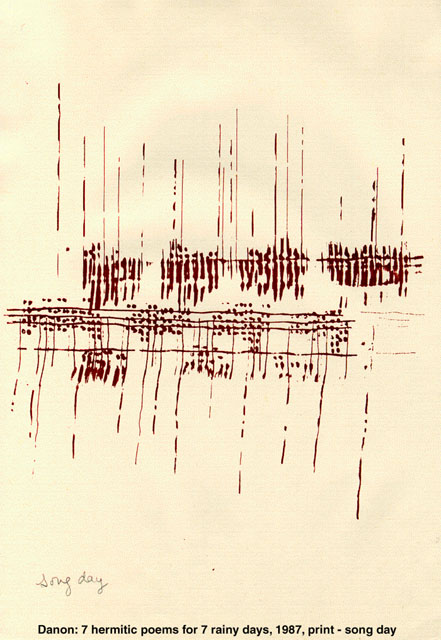 song day
Danon: 7 hermitic poems for 7 rainy days, 1987, print - song day